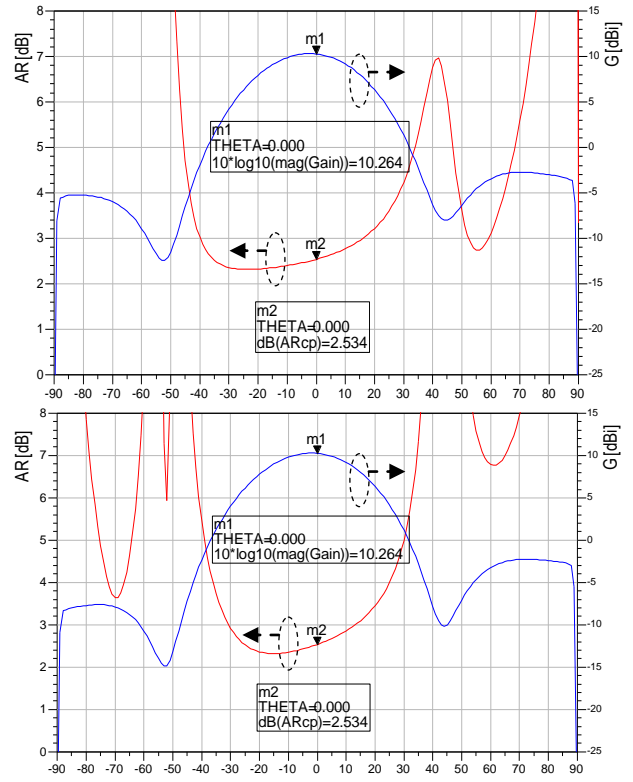 8 15
7 10
6 5
5 0
4 -5
3 -10
2 -15
1 -20
0 -25
AR [dB]
G [dBi]
m1
m1
THETA=0.000
10*log10(mag(Gain))=10.264
m2
m2
THETA=0.000
dB(ARcp)=2.534
-90 -80 -70 -60 -50 -40 -30 -20 -10 0 10 20 30 40 50 60 70 80 90
8 15
7 10
6 5
5 0
4 -5
3 -10
2 -15
1 -20
0 -25
AR [dB]
G [dBi]
m1
m1
THETA=0.000
10*log10(mag(Gain))=10.264
m2
m2
THETA=0.000
dB(ARcp)=2.534
-90 -80 -70 -60 -50 -40 -30 -20 -10 0 10 20 30 40 50 60 70 80 90